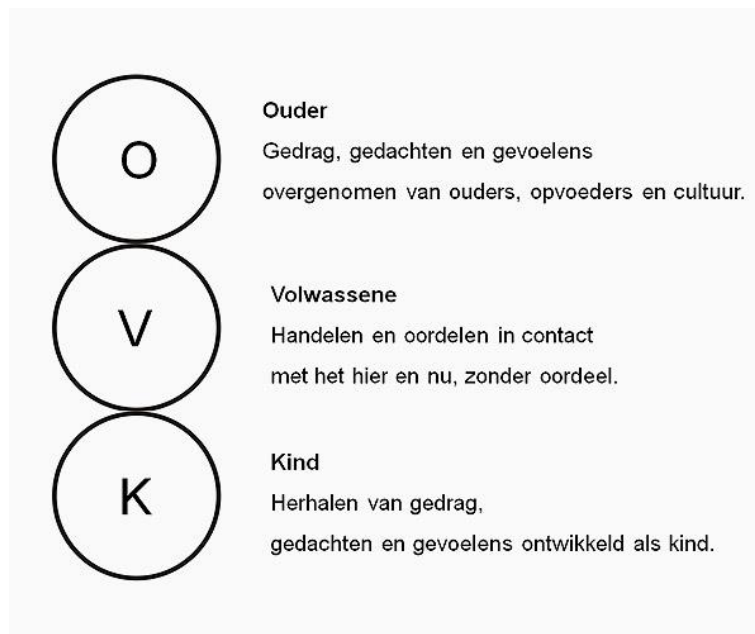 O
Ouder
Gedrag, gedachten en gevoelens
overgenomen van ouders, opvoeders en cultuur.
V
Volwassene
Handelen en oordelen in contact
met het hier en nu, zonder oordeel.
K
Kind
Herhalen van gedrag,
gedachten en gevoelens ontwikkeld als kind.